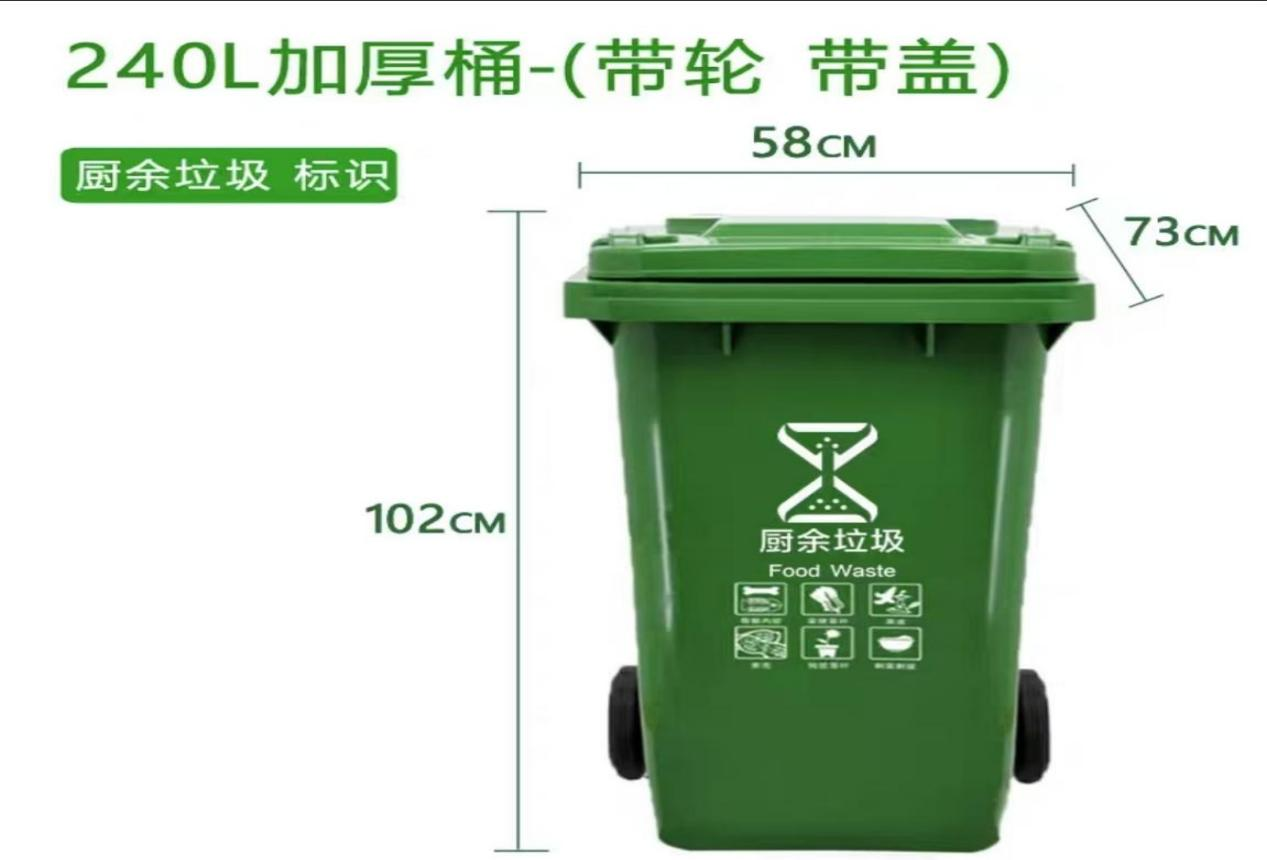 240L加厚桶-(带轮 带盖)
58CM
厨余垃圾 标识
73CM
102CM
厨余垃圾
Food Waste